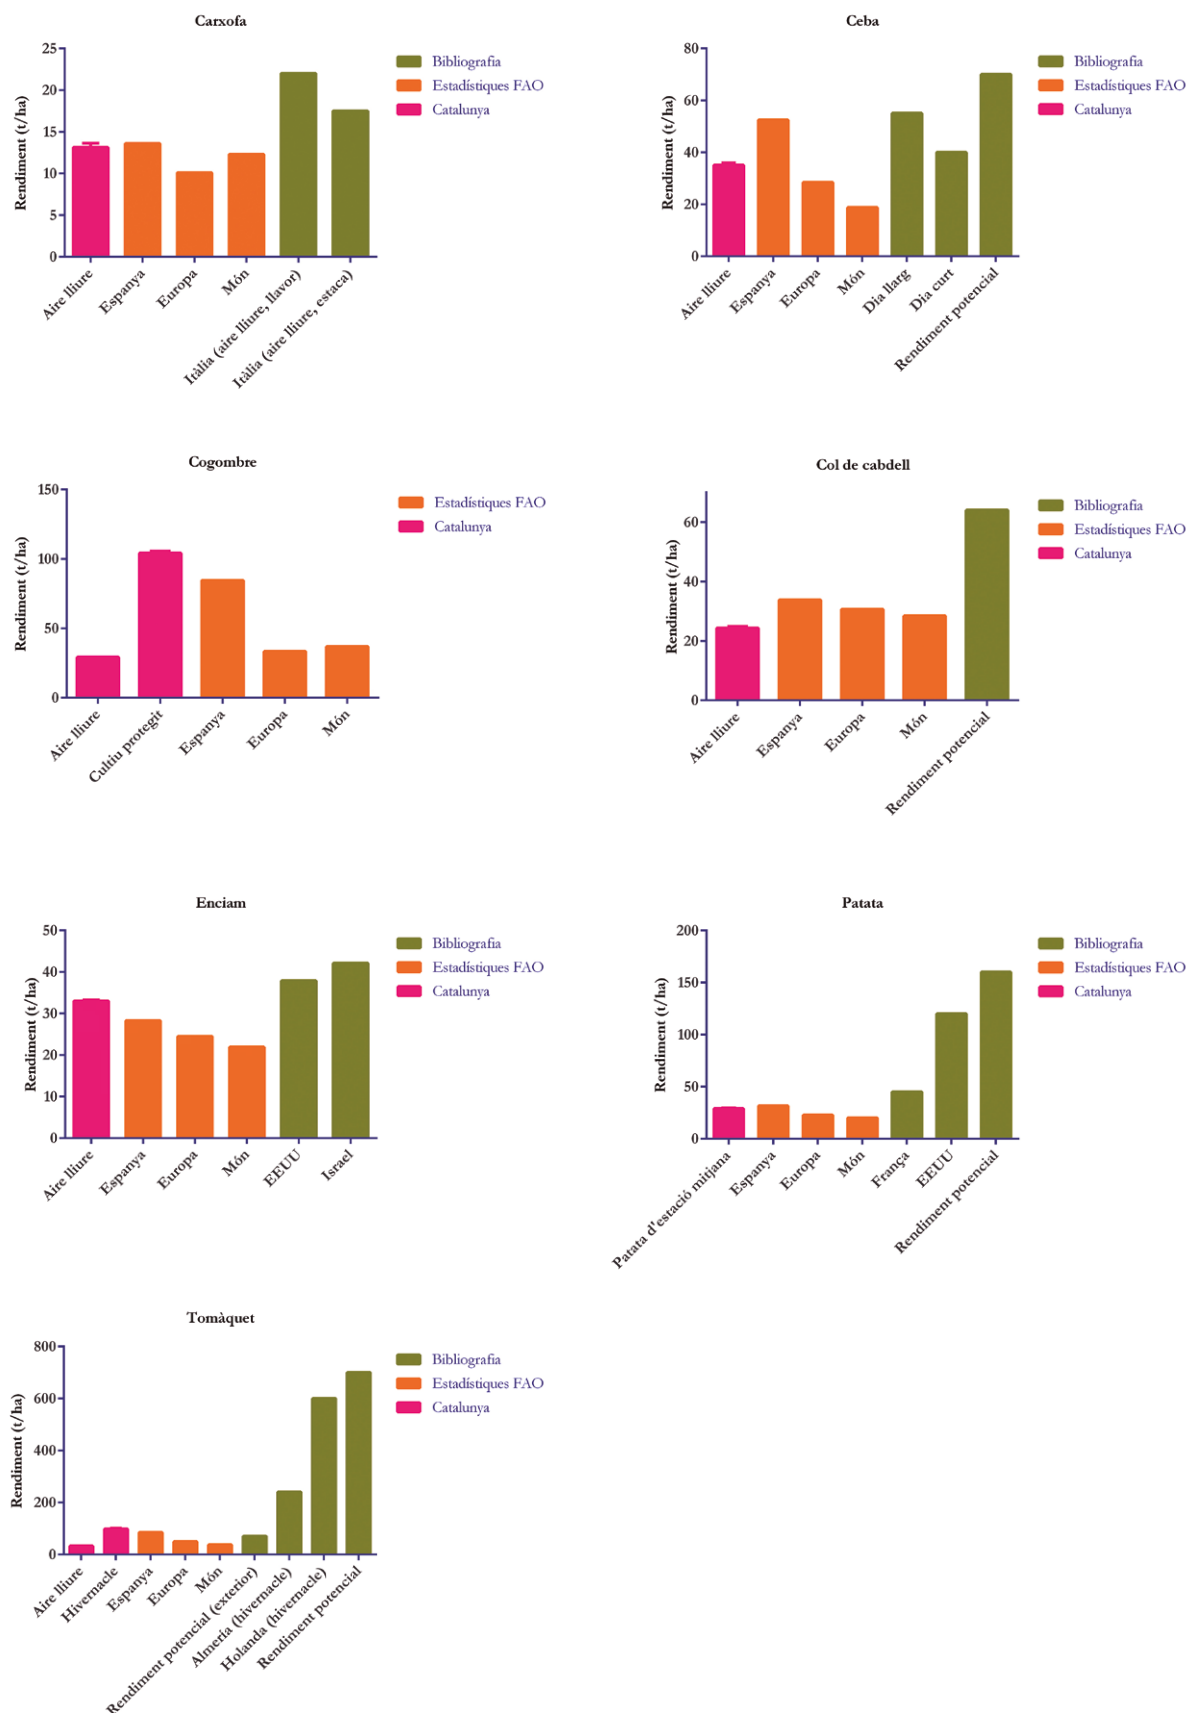 Carxofa
Rendiment (t/ha)
25
20
15
10
5
0
Aire lliure
Espanya
Europa
Món
Itàlia (aire lliure, llavor)
Itàlia (aire lliure, estaca)
Bibliografia
Estadístiques FAO
Catalunya
Ceba
Rendiment (t/ha)
80
60
40
20
0
Aire lliure
Espanya
Europa
Món
Dia llarg
Dia curt
Rendiment potencial
Bibliografia
Estadístiques FAO
Catalunya
Cogombre
Rendiment (t/ha)
150
100
50
0
Aire lliure
Cultiu protegit
Espanya
Europa
Món
Estadístiques FAO
Catalunya
Col de cabdell
Rendiment (t/ha)
60
40
20
0
Aire lliure
Espanya
Europa
Món
Rendiment potencial
Bibliografia
Estadístiques FAO
Catalunya
Enciam
Rendiment (t/ha)
50
40
30
20
10
0
Aire lliure
Espanya
Europa
Món
EEUU
Israel
Bibliografia
Estadístiques FAO
Catalunya
Patata
Rendiment (t/ha)
200
150
100
50
0
Patata d'estació mitjana
Espanya
Europa
Món
França
EEUU
Rendiment potencial
Bibliografia
Estadístiques FAO
Catalunya
Tomàquet
Rendiment (t/ha)
800
600
400
200
0
Aire lliure
Hivernacle
Espanya
Europa
Món
Rendiment potencial (exterior)
Almería (hivernacle)
Holanda (hivernacle)
Rendiment potencial
Bibliografia
Estadístiques FAO
Catalunya